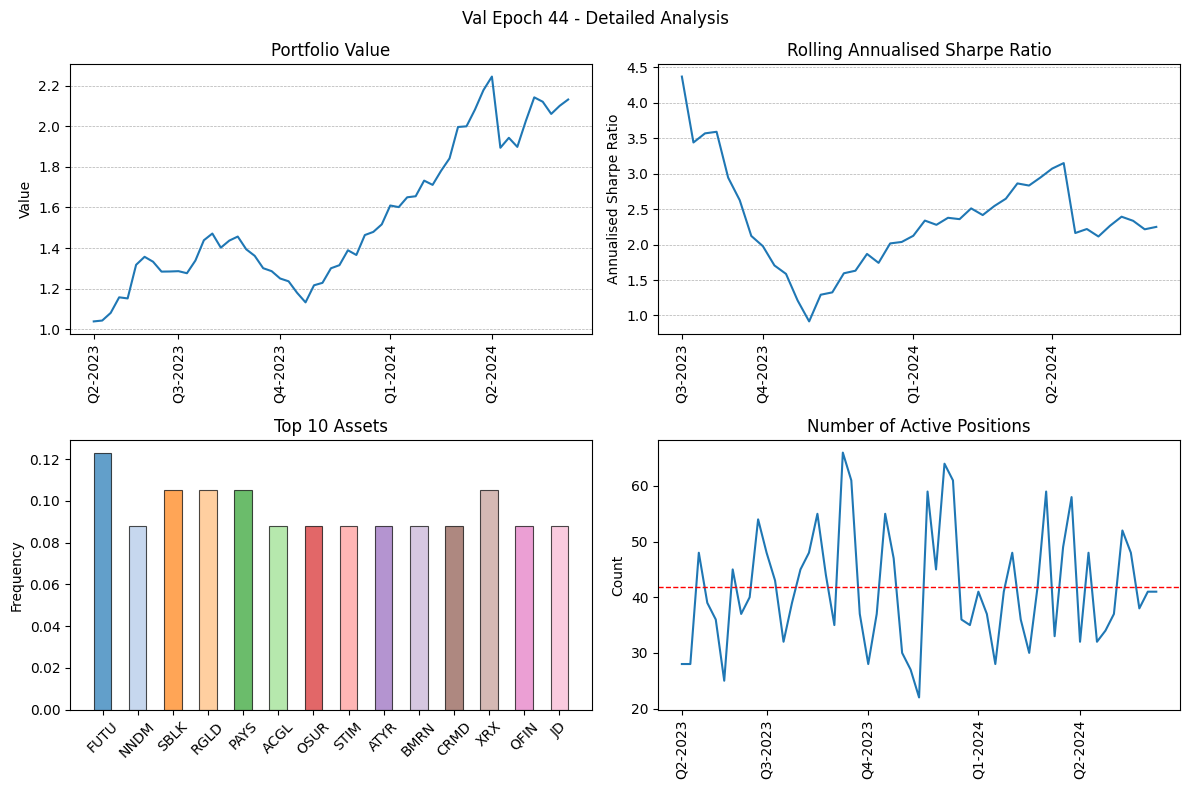 Val Epoch 44 - Detailed Analysis
Portfolio Value
Value
2.2
2.0
1.8
1.6
1.4
1.2
1.0
Q2-2023
Q3-2023
Q4-2023
Q1-2024
Q2-2024
Rolling Annualised Sharpe Ratio
Annualised Sharpe Ratio
4.5
4.0
3.5
3.0
2.5
2.0
1.5
1.0
Q3-2023
Q4-2023
Q1-2024
Q2-2024
Top 10 Assets
Frequency
0.12
0.10
0.08
0.06
0.04
0.02
0.00
FUTU
NNDM
SBLK
RGLD
PAYS
ACGL
OSUR
STIM
ATYR
BMRN
CRMD
XRX
QFIN
JD
Number of Active Positions
Count
60
50
40
30
20
Q2-2023
Q3-2023
Q4-2023
Q1-2024
Q2-2024